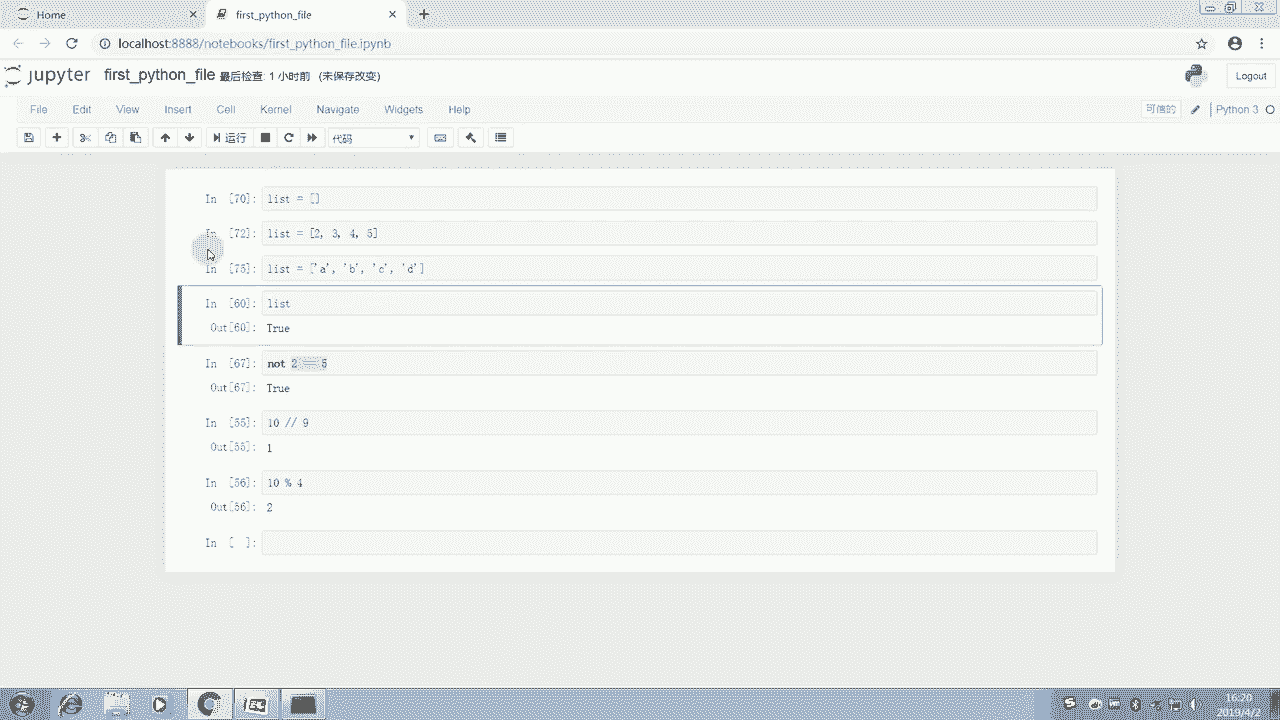 Home
first_python_file
localhost:8888/notebooks/first_python_file.ipynb
jupyter first_python_file 最后检查: 1 小时前 (未保存改变)
Logout
File Edit View Insert Cell Kernel Navigate Widgets Help
可信的 Python 3
运行 代码
In [70]: list = []
In [72]: list = [2, 3, 4, 5]
In [75]: list = ['a', 'b', 'c', 'd']
In [60]: list
Out[60]: True
In [67]: not 2 == 5
Out[67]: True
In [55]: 10 // 9
Out[55]: 1
In [56]: 10 % 4
Out[56]: 2
In [ ]:
16:20
2019/4/2